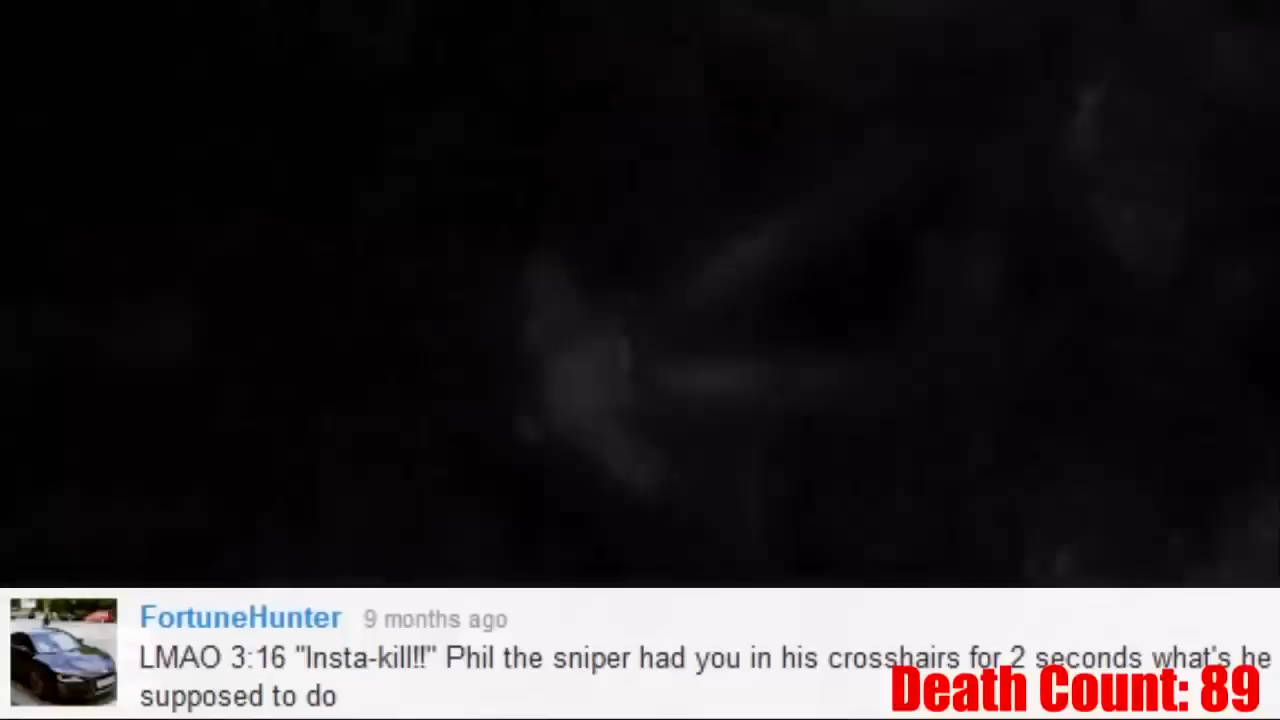 FortuneHunter 9 months ago
LMAO 3:16 "Insta-kill!!" Phil the sniper had you in his crosshairs for 2 seconds what's he
supposed to do
Death Count: 89